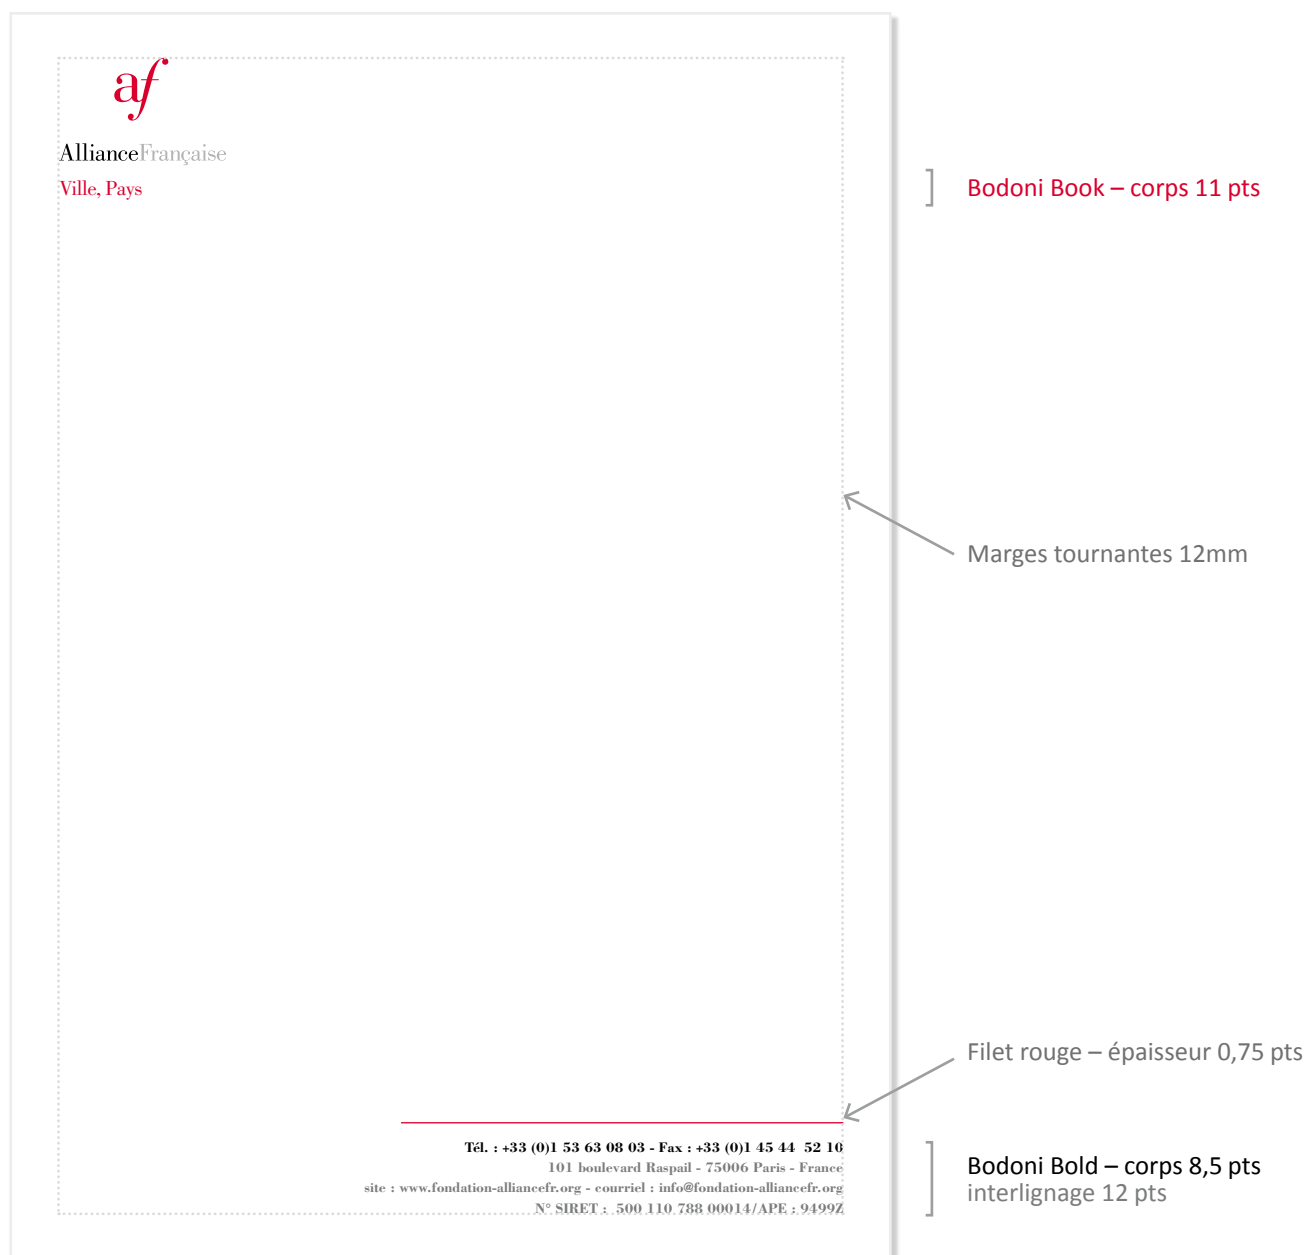 af
AllianceFrançaise
Ville, Pays
Bodoni Book – corps 11 pts
Marges tournantes 12mm
Filet rouge – épaisseur 0,75 pts
Tél. : +33 (0)1 53 63 08 03 - Fax : +33 (0)1 45 44 52 10
101 boulevard Raspail - 75006 Paris - France
site : www.fondation-alliancefr.org - courriel : info@fondation-alliancefr.org
N° SIRET : 500 110 788 00014/APE : 9499Z
Bodoni Bold – corps 8,5 pts
interlignage 12 pts